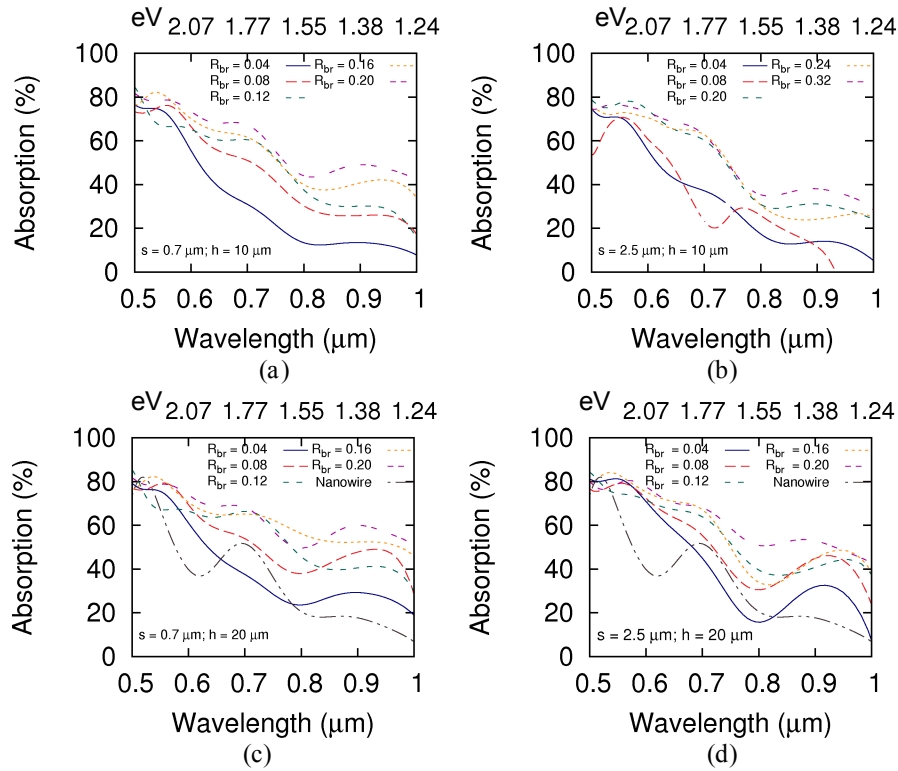 eV 2.07 1.77 1.55 1.38 1.24
100
80
60
40
20
0
Absorption (%)
R_br = 0.04 R_br = 0.16
R_br = 0.08 R_br = 0.20
R_br = 0.12
s = 0.7 μm; h = 10 μm
0.5 0.6 0.7 0.8 0.9 1
Wavelength (μm)
(a)
eV 2.07 1.77 1.55 1.38 1.24
100
80
60
40
20
0
Absorption (%)
R_br = 0.04 R_br = 0.24
R_br = 0.08 R_br = 0.32
R_br = 0.20
s = 2.5 μm; h = 10 μm
0.5 0.6 0.7 0.8 0.9 1
Wavelength (μm)
(b)
eV 2.07 1.77 1.55 1.38 1.24
100
80
60
40
20
0
Absorption (%)
R_br = 0.04 R_br = 0.16
R_br = 0.08 R_br = 0.20
R_br = 0.12 Nanowire
s = 0.7 μm; h = 20 μm
0.5 0.6 0.7 0.8 0.9 1
Wavelength (μm)
(c)
eV 2.07 1.77 1.55 1.38 1.24
100
80
60
40
20
0
Absorption (%)
R_br = 0.04 R_br = 0.16
R_br = 0.08 R_br = 0.20
R_br = 0.12 Nanowire
s = 2.5 μm; h = 20 μm
0.5 0.6 0.7 0.8 0.9 1
Wavelength (μm)
(d)